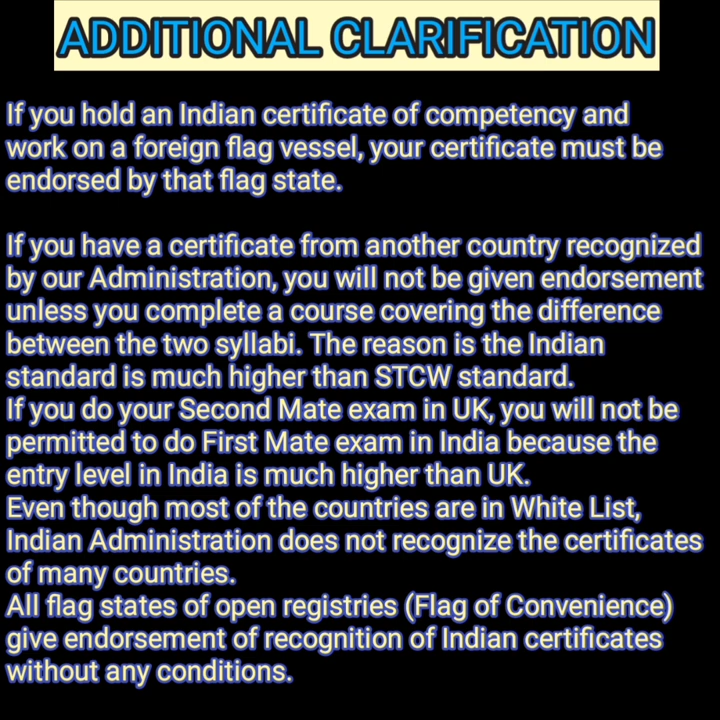 ADDITIONAL CLARIFICATION
If you hold an Indian certificate of competency and
work on a foreign flag vessel, your certificate must be
endorsed by that flag state.
If you have a certificate from another country recognized
by our Administration, you will not be given endorsement
unless you complete a course covering the difference
between the two syllabi. The reason is the Indian
standard is much higher than STCW standard.
If you do your Second Mate exam in UK, you will not be
permitted to do First Mate exam in India because the
entry level in India is much higher than UK.
Even though most of the countries are in White List,
Indian Administration does not recognize the certificates
of many countries.
All flag states of open registries (Flag of Convenience)
give endorsement of recognition of Indian certificates
without any conditions.